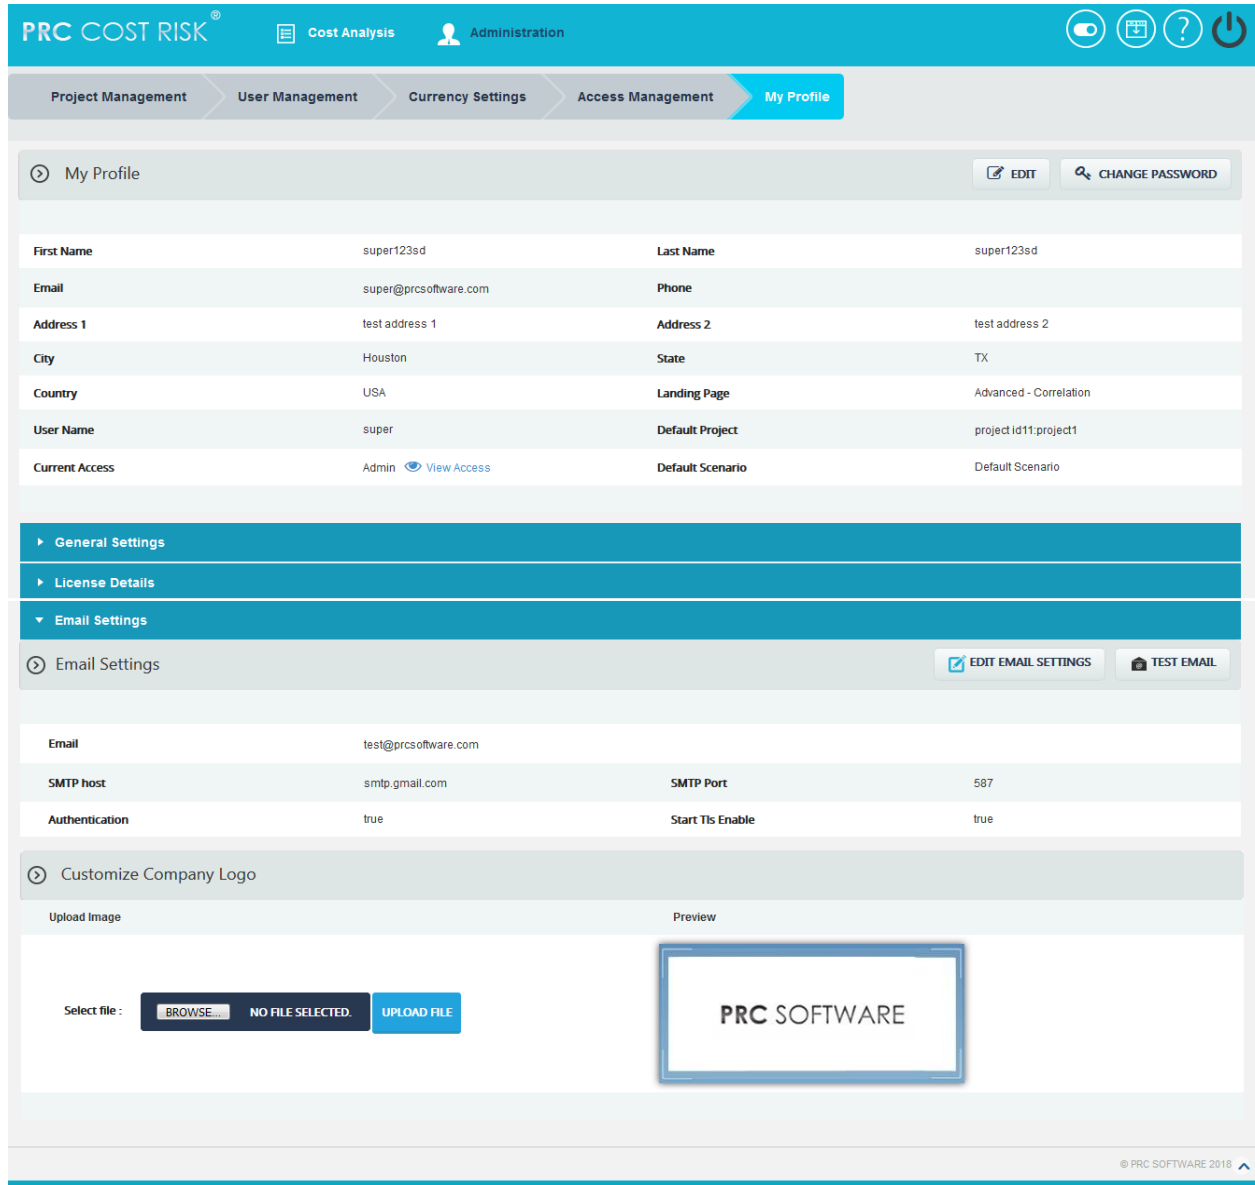 PRC COST RISK® Cost Analysis Administration
Project Management User Management Currency Settings Access Management My Profile
My Profile EDIT CHANGE PASSWORD
First Name super123sd Last Name super123sd
Email super@prcsoftware.com Phone
Address 1 test address 1 Address 2 test address 2
City Houston State TX
Country USA Landing Page Advanced - Correlation
User Name super Default Project project id11:project1
Current Access Admin View Access Default Scenario Default Scenario
General Settings
License Details
Email Settings
Email Settings EDIT EMAIL SETTINGS TEST EMAIL
Email test@prcsoftware.com
SMTP host smtp.gmail.com SMTP Port 587
Authentication true Start Tls Enable true
Customize Company Logo
Upload Image Preview
Select file : BROWSE... NO FILE SELECTED. UPLOAD FILE PRC SOFTWARE
© PRC SOFTWARE 2018